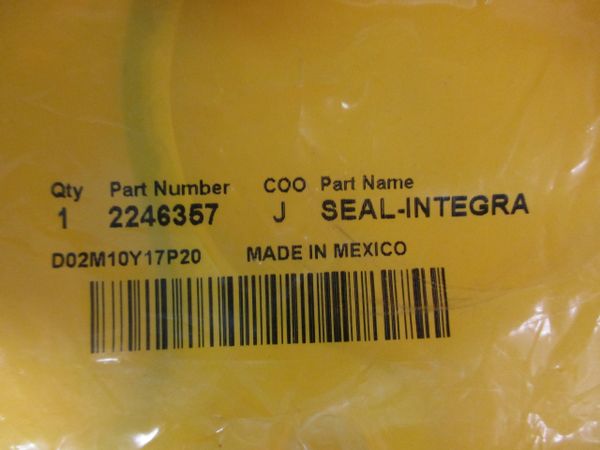 Qty Part Number COO Part Name
1 2246357 J SEAL-INTEGRA
D02M10Y17P20 MADE IN MEXICO